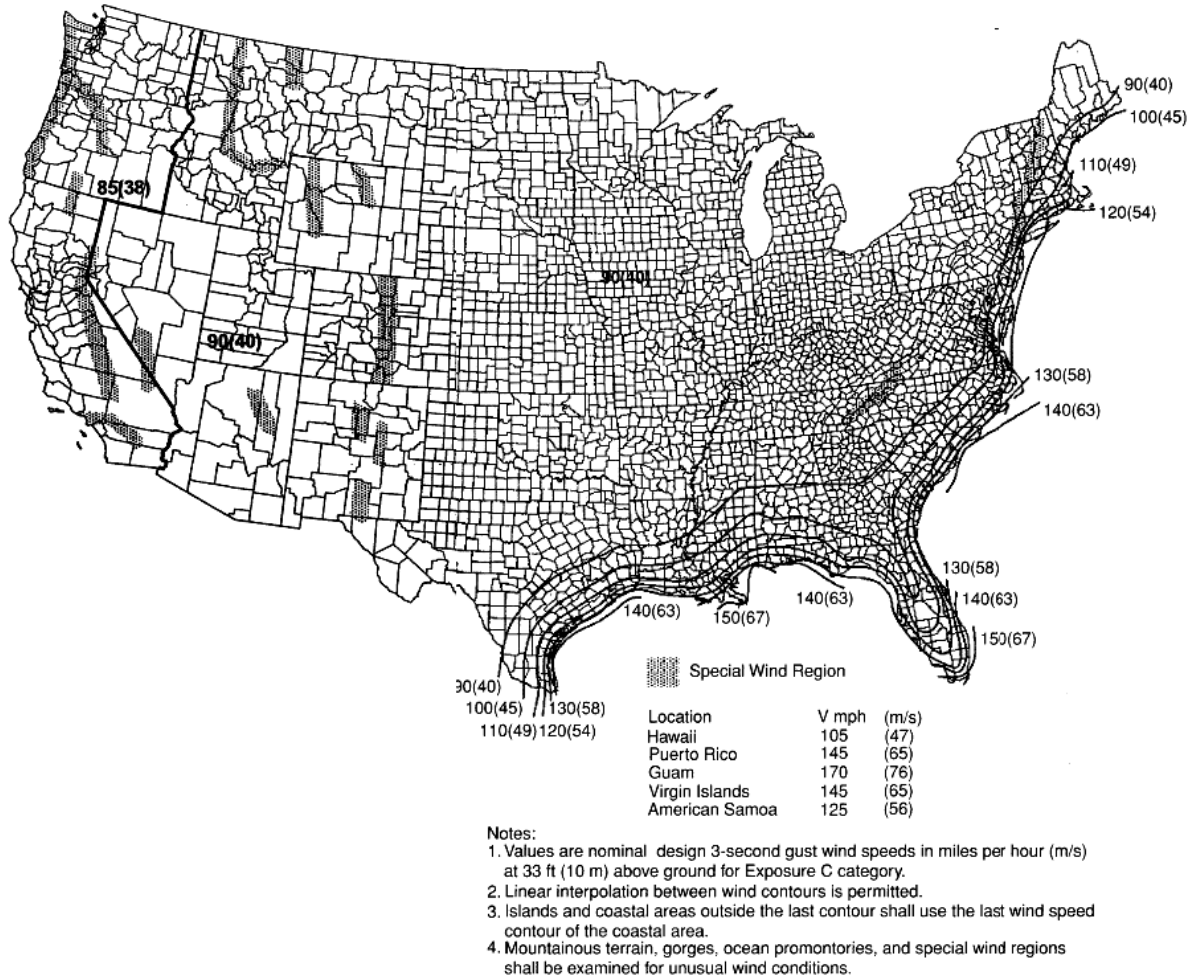 90(40)
100(45)
110(49)
120(54)
85(38)
90(40)
90(40)
130(58)
140(63)
130(58)
140(63)
140(63)
150(67)
140(63)
150(67)
90(40)
100(45)
130(58)
110(49)
120(54)
Special Wind Region
Location V mph (m/s)
Hawaii 105 (47)
Puerto Rico 145 (65)
Guam 170 (76)
Virgin Islands 145 (65)
American Samoa 125 (56)
Notes:
1. Values are nominal design 3-second gust wind speeds in miles per hour (m/s)
at 33 ft (10 m) above ground for Exposure C category.
2. Linear interpolation between wind contours is permitted.
3. Islands and coastal areas outside the last contour shall use the last wind speed
contour of the coastal area.
4. Mountainous terrain, gorges, ocean promontories, and special wind regions
shall be examined for unusual wind conditions.